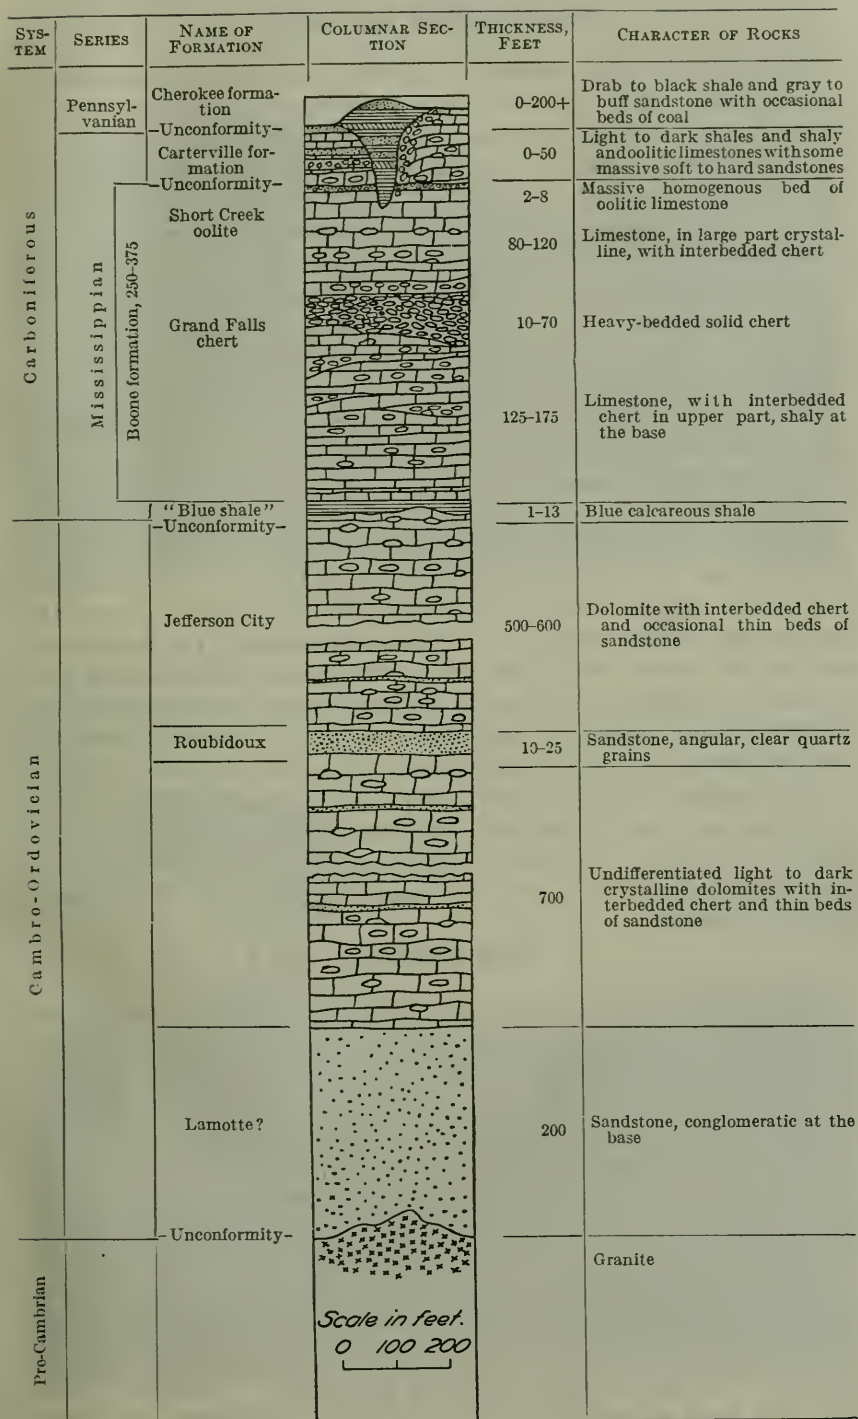 SYS-
TEM
SERIES
NAME OF
FORMATION
COLUMNAR SEC-
TION
THICKNESS,
FEET
CHARACTER OF ROCKS
Carboniferous
Pennsyl-
vanian
Cherokee forma-
tion
0–200+
Drab to black shale and gray to
buff sandstone with occasional
beds of coal
–Unconformity–
Carterville for-
mation
0–50
Light to dark shales and shaly
andooliticlimestoneswithsome
massive soft to hard sandstones
–Unconformity–
Mississippian
Boone formation, 250–375
Short Creek
oolite
2–8
Massive homogenous bed of
oolitic limestone
80–120
Limestone, in large part crystal-
line, with interbedded chert
Grand Falls
chert
10–70
Heavy-bedded solid chert
125–175
Limestone, with interbedded
chert in upper part, shaly at
the base
"Blue shale"
1–13
Blue calcareous shale
–Unconformity–
Cambro-Ordovician
Jefferson City
500–600
Dolomite with interbedded chert
and occasional thin beds of
sandstone
Roubidoux
10–25
Sandstone, angular, clear quartz
grains
700
Undifferentiated light to dark
crystalline dolomites with in-
terbedded chert and thin beds
of sandstone
Lamotte?
200
Sandstone, conglomeratic at the
base
–Unconformity–
Pre-Cambrian
Granite
Scale in feet.
0 100 200